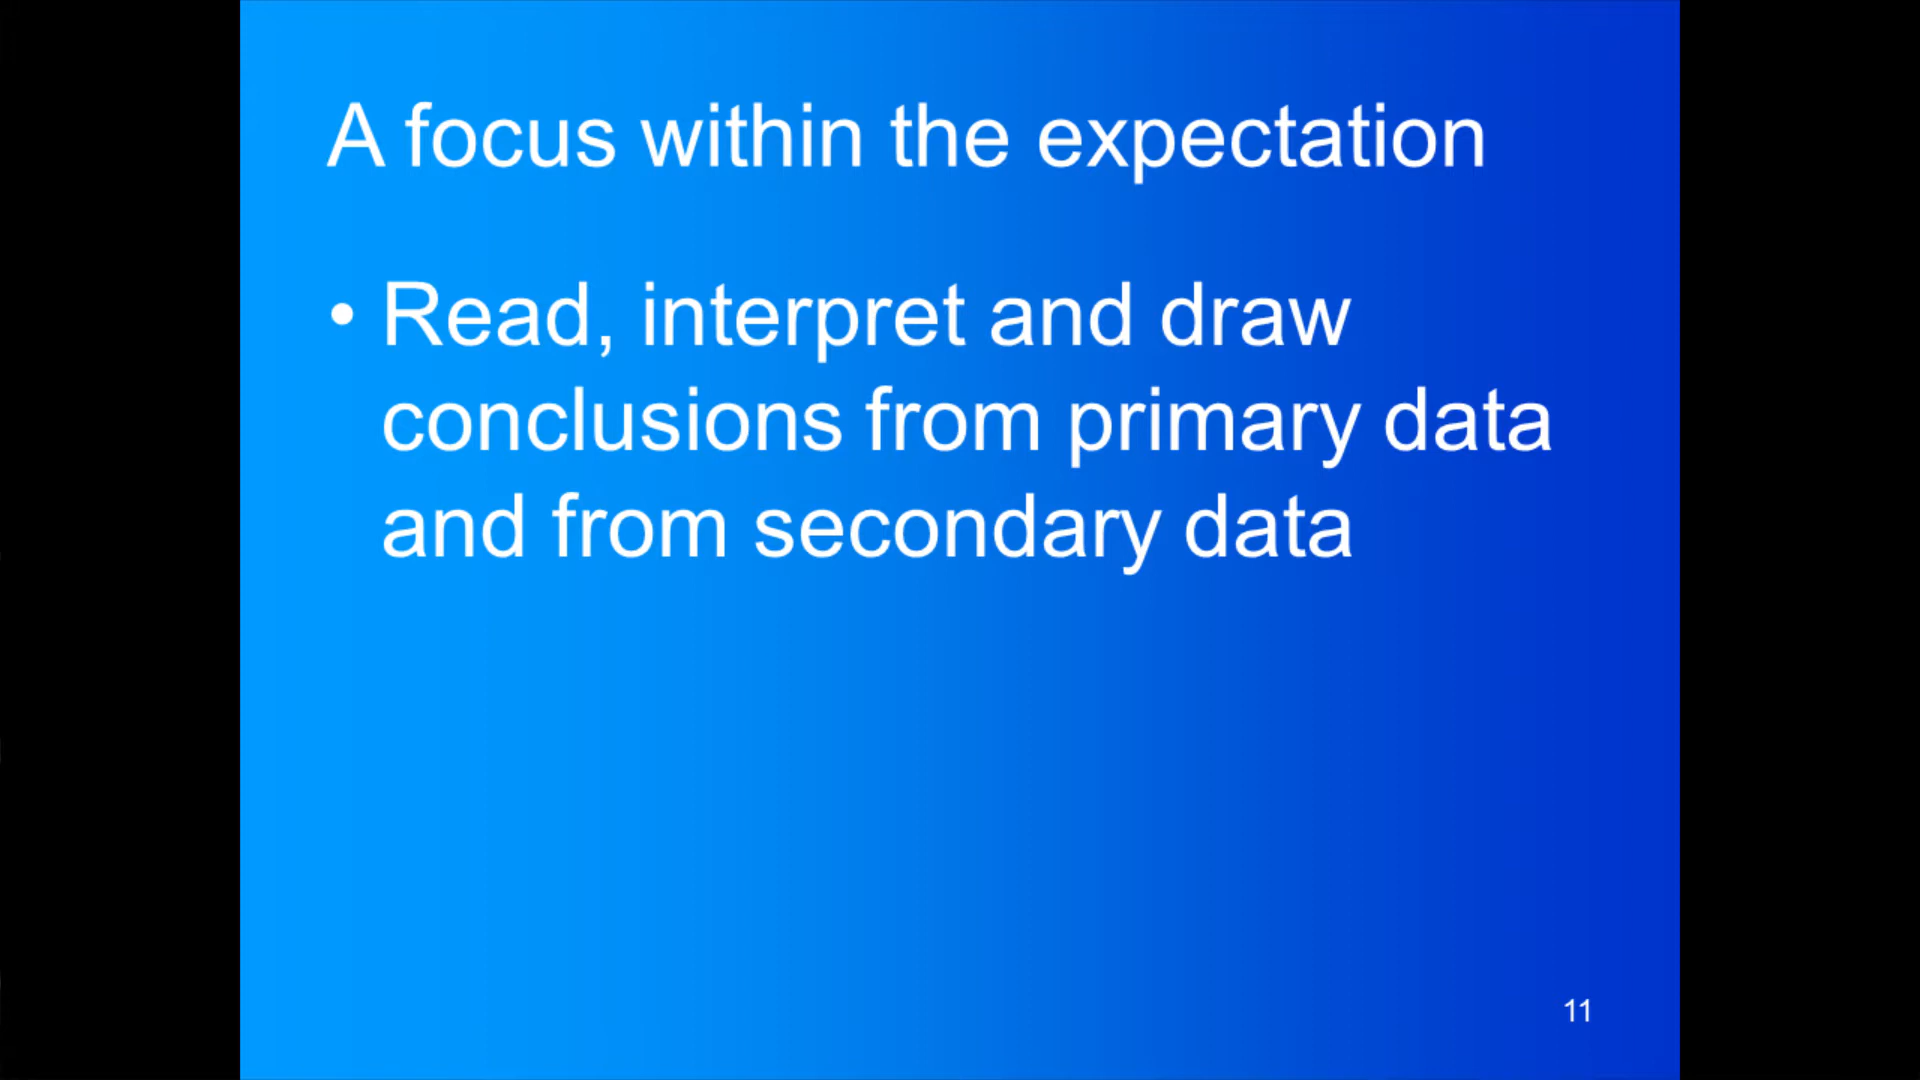 A focus within the expectation
• Read, interpret and draw
conclusions from primary data
and from secondary data
11